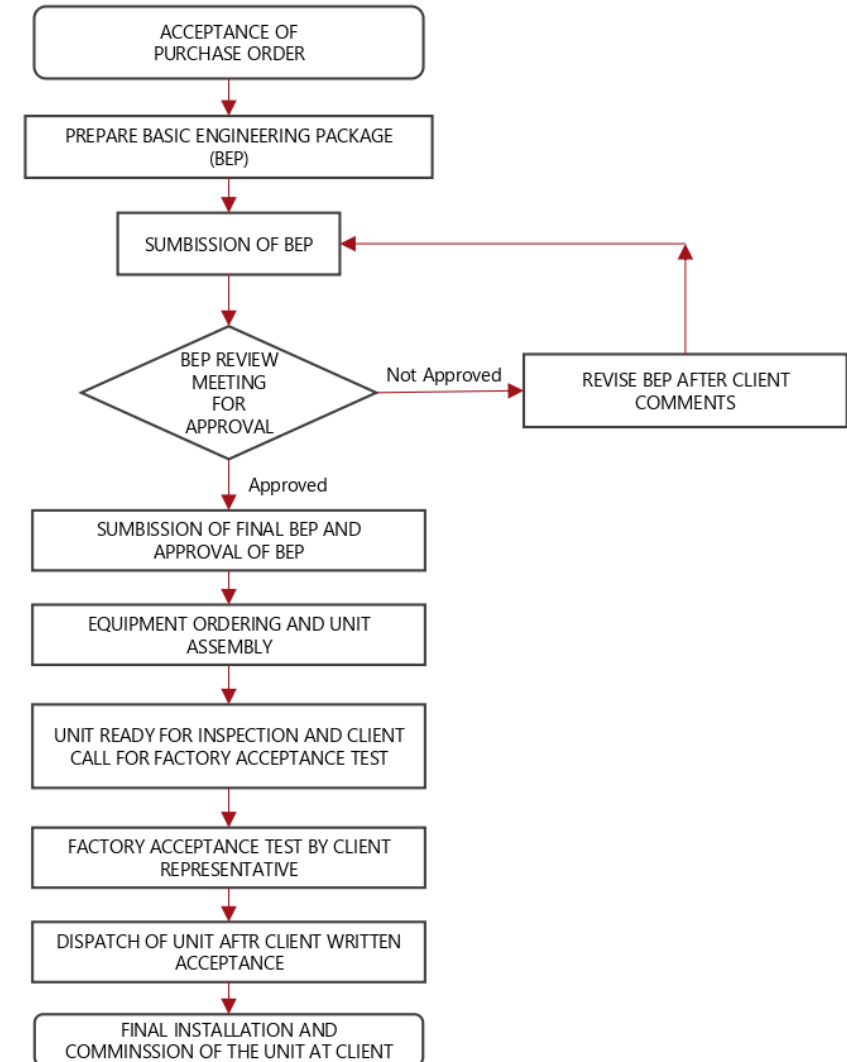 ACCEPTANCE OF
PURCHASE ORDER
PREPARE BASIC ENGINEERING PACKAGE
(BEP)
SUMBISSION OF BEP
BEP REVIEW
MEETING
FOR
APPROVAL
Not Approved
REVISE BEP AFTER CLIENT
COMMENTS
Approved
SUMBISSION OF FINAL BEP AND
APPROVAL OF BEP
EQUIPMENT ORDERING AND UNIT
ASSEMBLY
UNIT READY FOR INSPECTION AND CLIENT
CALL FOR FACTORY ACCEPTANCE TEST
FACTORY ACCEPTANCE TEST BY CLIENT
REPRESENTATIVE
DISPATCH OF UNIT AFTR CLIENT WRITTEN
ACCEPTANCE
FINAL INSTALLATION AND
COMMINSSION OF THE UNIT AT CLIENT